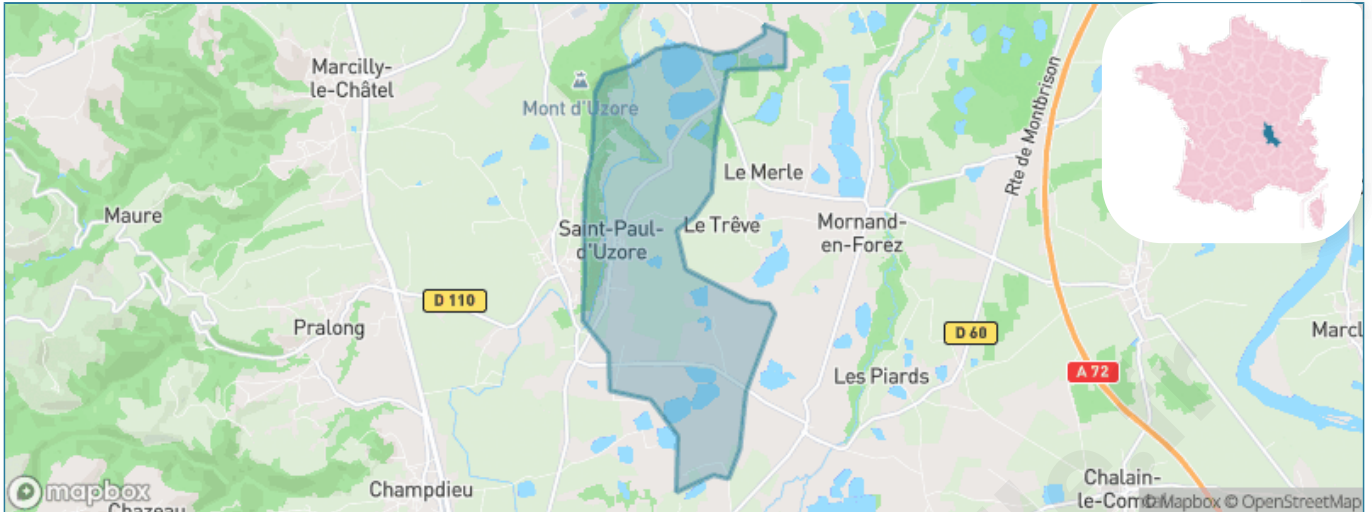 Marcilly-
le-Châtel
Mont d'Uzore
Rte de Montbrison
Le Merle
Maure
Saint-Paul-
d'Uzore
Le Trêve
Mornand-
en-Forez
D 110
Pralong
D 60
Marcl
A 72
Les Piards
Champdieu
Chalain-
le-Com
mapbox
© Mapbox © OpenStreetMap
Chazeau